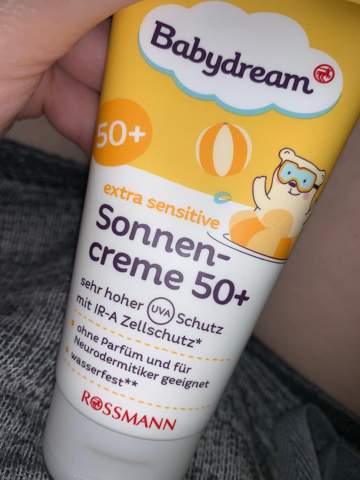 Babydream
50+
extra sensitive
Sonnen-
creme 50+
sehr hoher UVA Schutz
mit IR-A Zellschutz*
ohne Parfüm und für
Neurodermitiker geeignet
wasserfest**
ROSSMANN